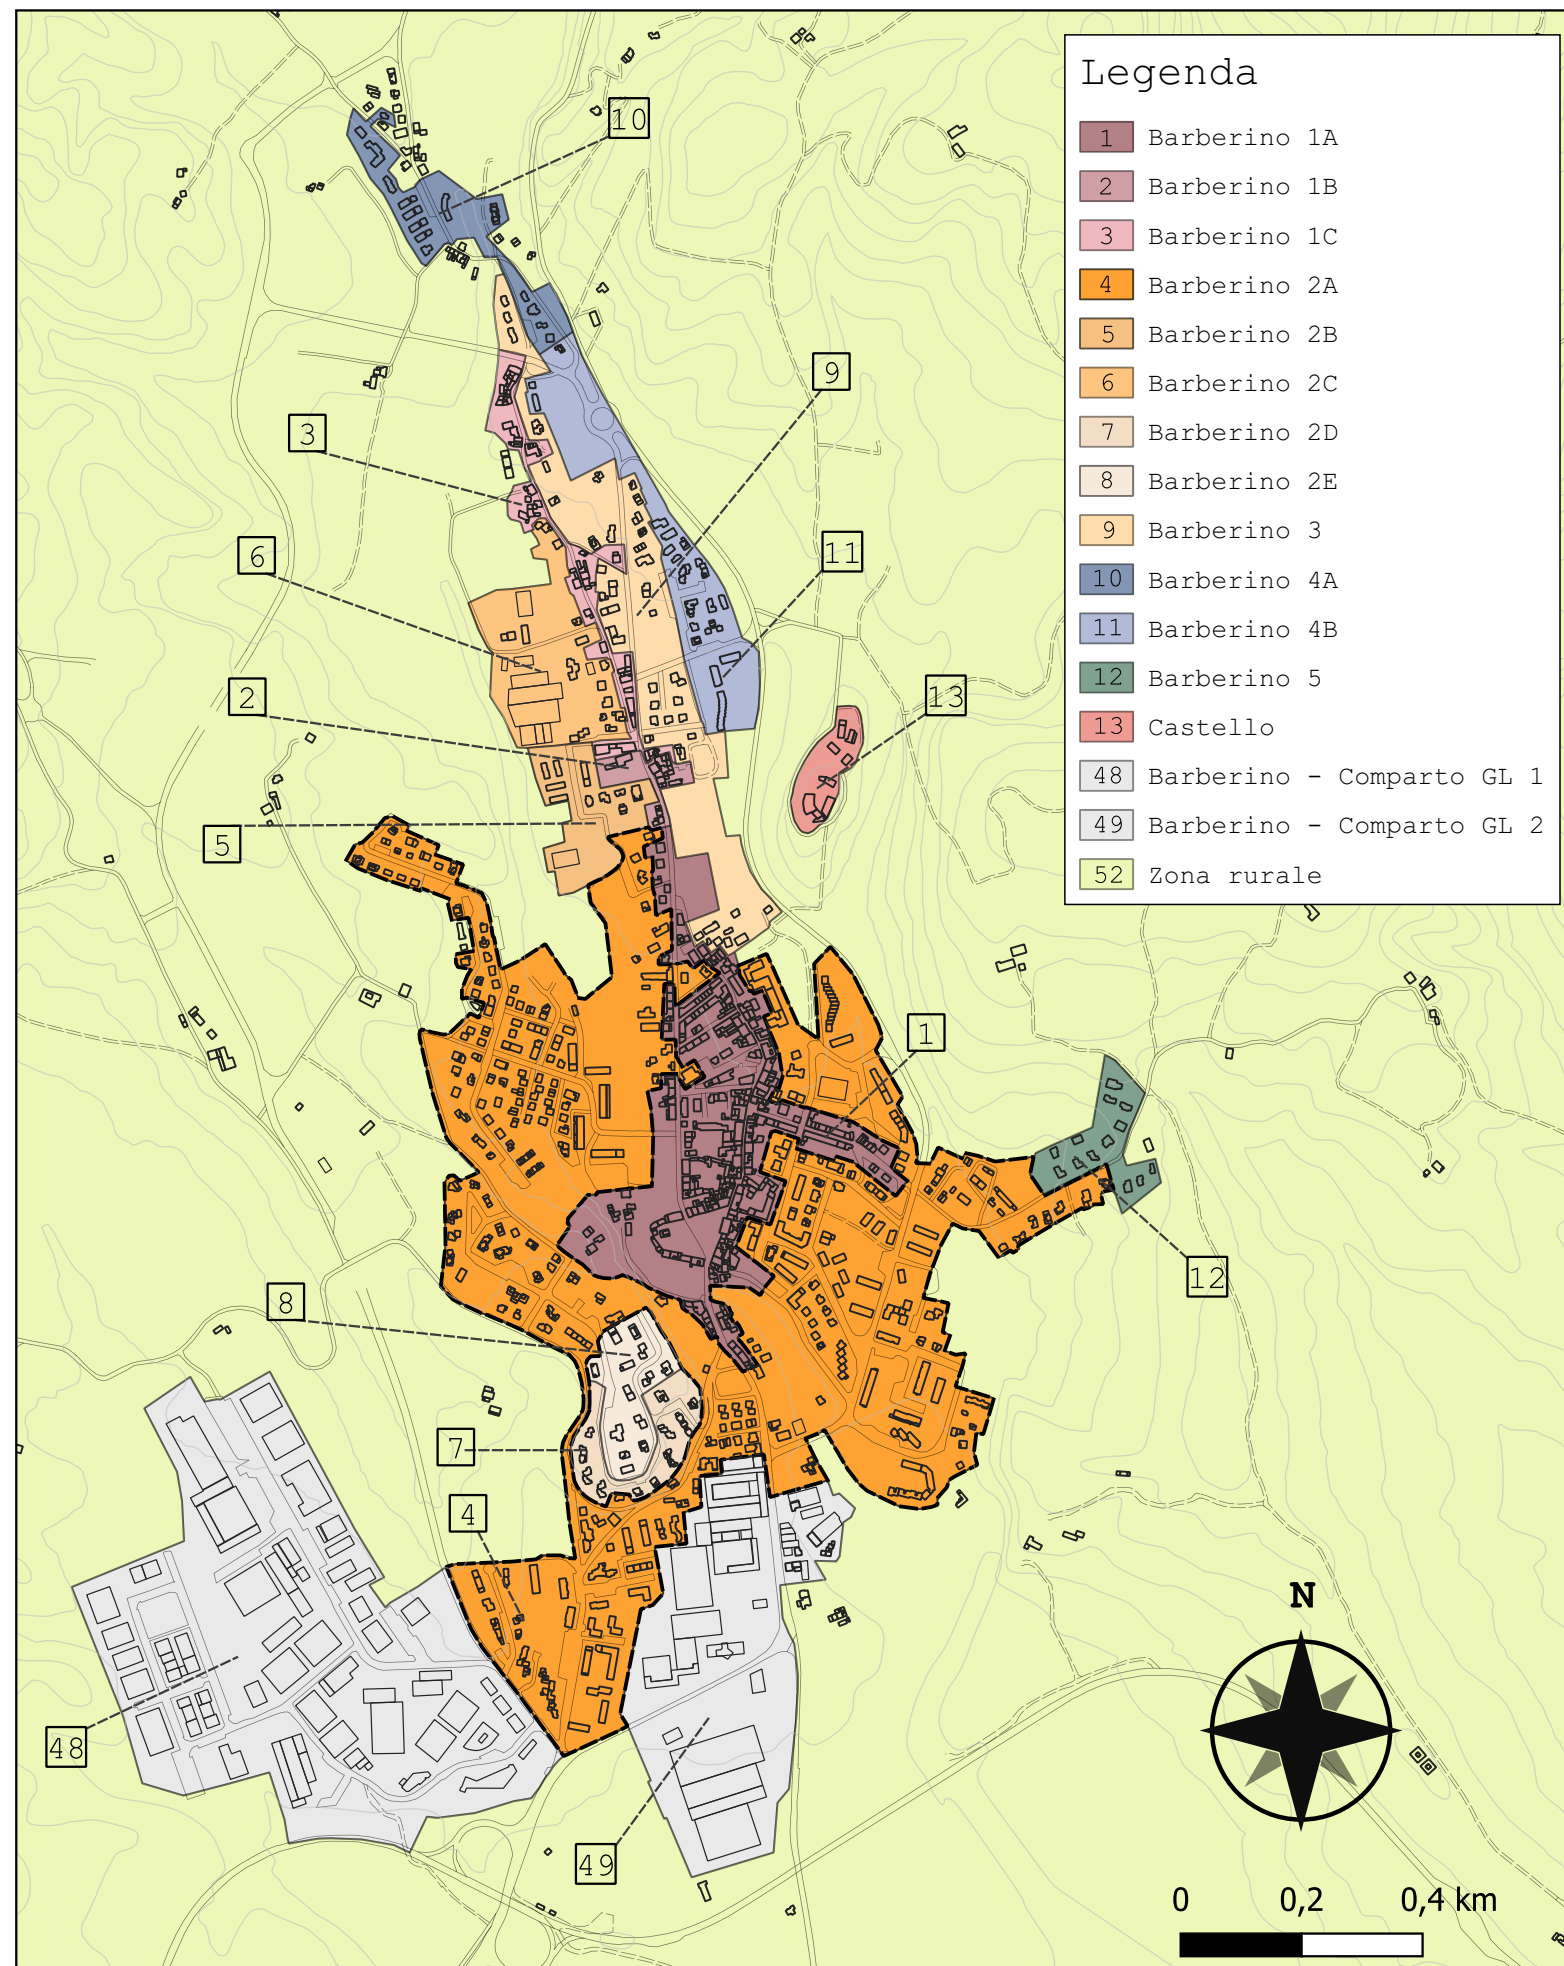 Legenda
1 Barberino 1A
2 Barberino 1B
3 Barberino 1C
4 Barberino 2A
5 Barberino 2B
6 Barberino 2C
7 Barberino 2D
8 Barberino 2E
9 Barberino 3
10 Barberino 4A
11 Barberino 4B
12 Barberino 5
13 Castello
48 Barberino - Comparto GL 1
49 Barberino - Comparto GL 2
52 Zona rurale
10
9
3
11
6
13
2
5
1
12
8
7
4
48
49
N
0 0,2 0,4 km